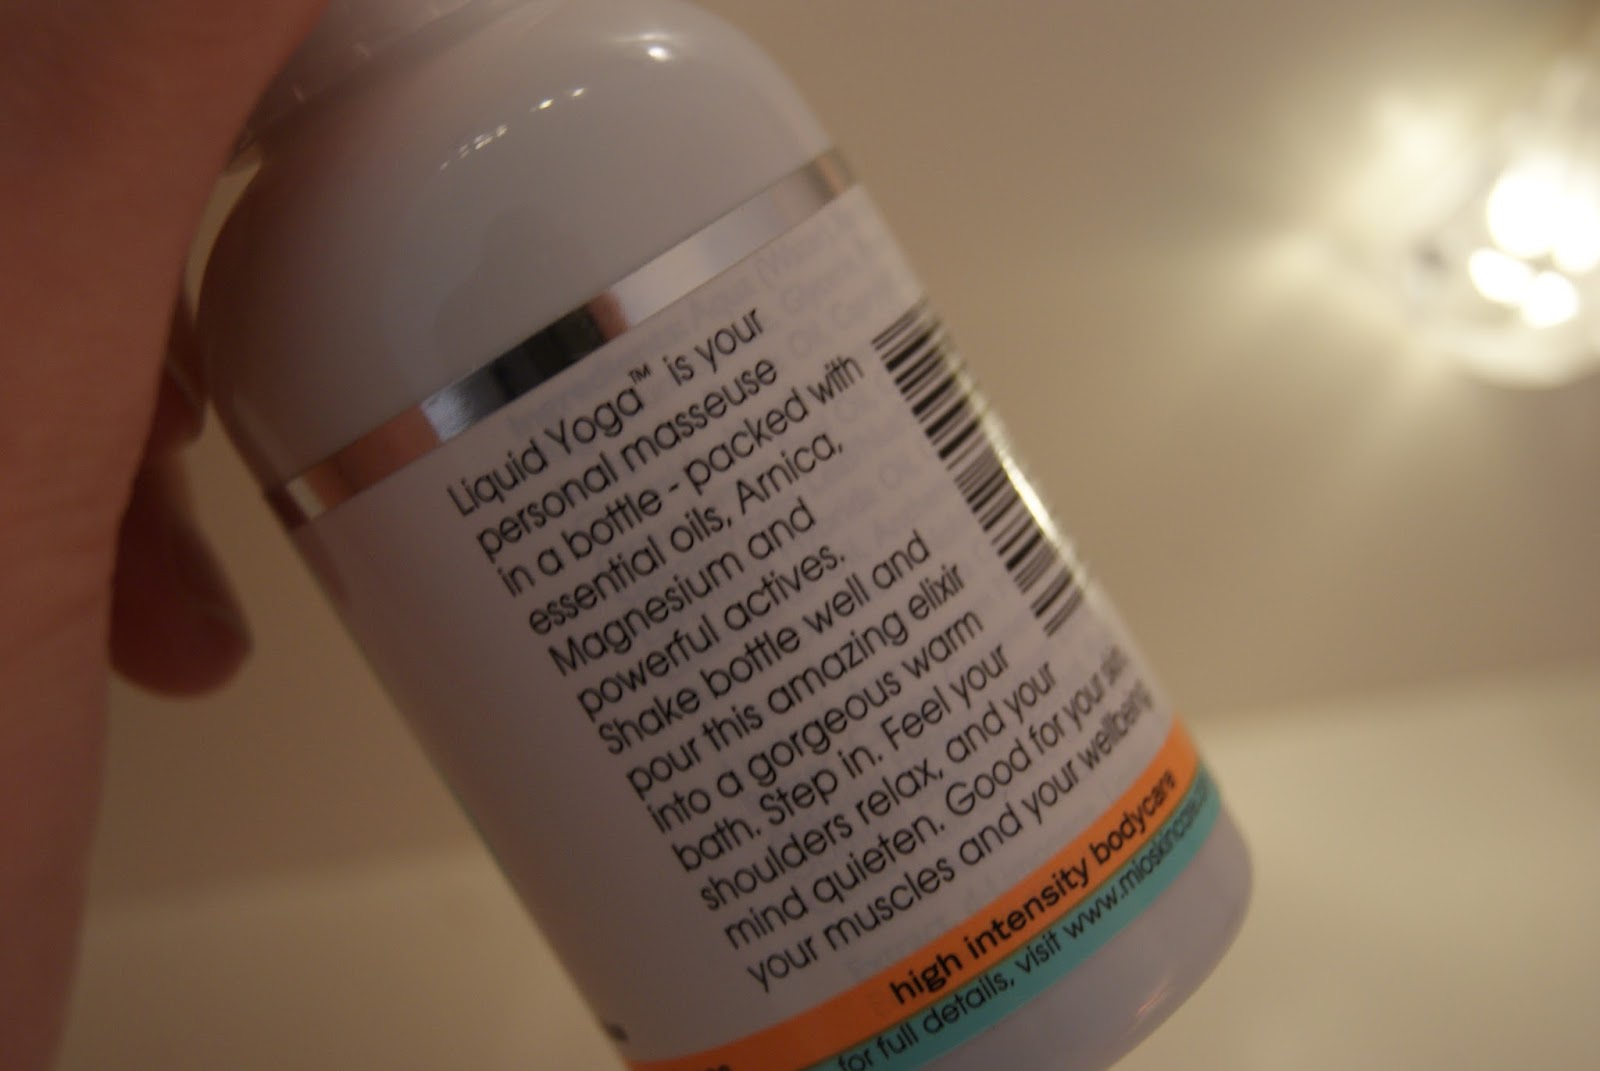 Liquid Yoga™ is your
personal masseuse
in a bottle - packed with
essential oils, Arnica,
Magnesium and
powerful actives.
Shake bottle well and
pour this amazing elixir
into a gorgeous warm
bath. Step in. Feel your
shoulders relax, and your
mind quieten. Good for your skin,
your muscles and your wellbeing
high intensity bodycare
for full details, visit www.mioskincare